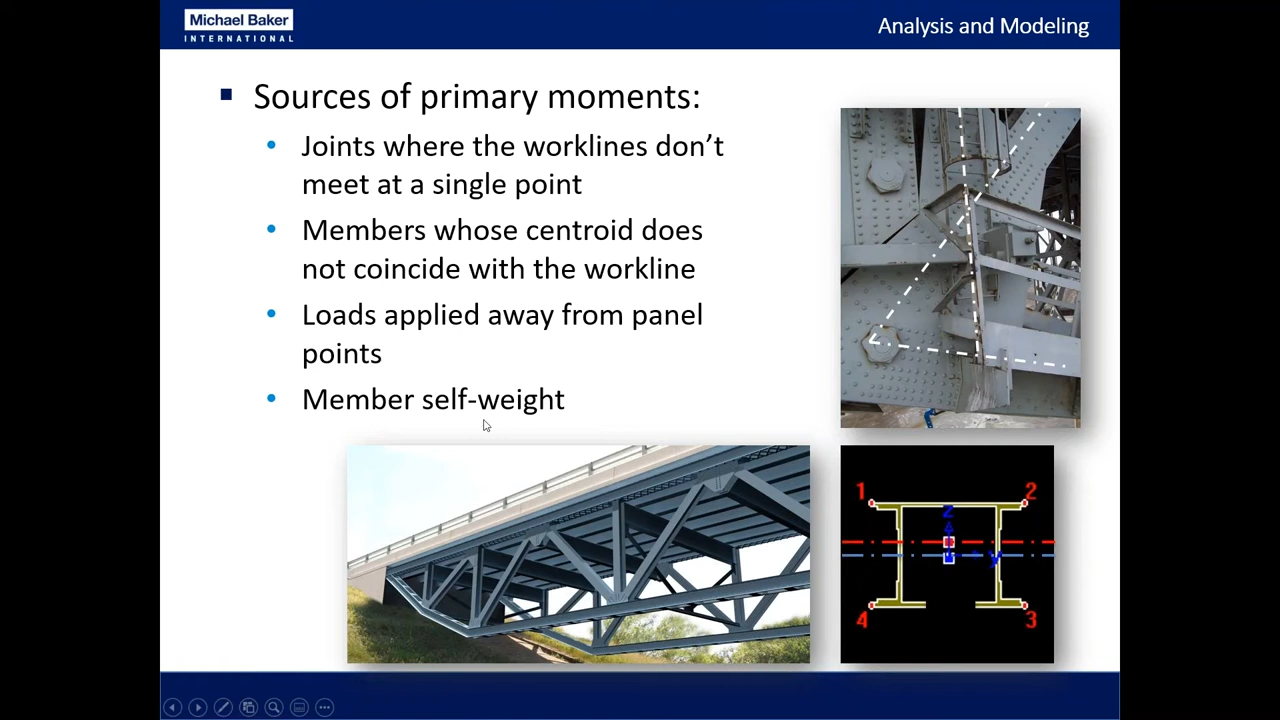 Michael Baker
INTERNATIONAL
Analysis and Modeling
Sources of primary moments:
Joints where the worklines don’t
meet at a single point
Members whose centroid does
not coincide with the workline
Loads applied away from panel
points
Member self-weight
1
2
z
y
4
3